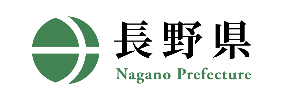 長野県
Nagano Prefecture